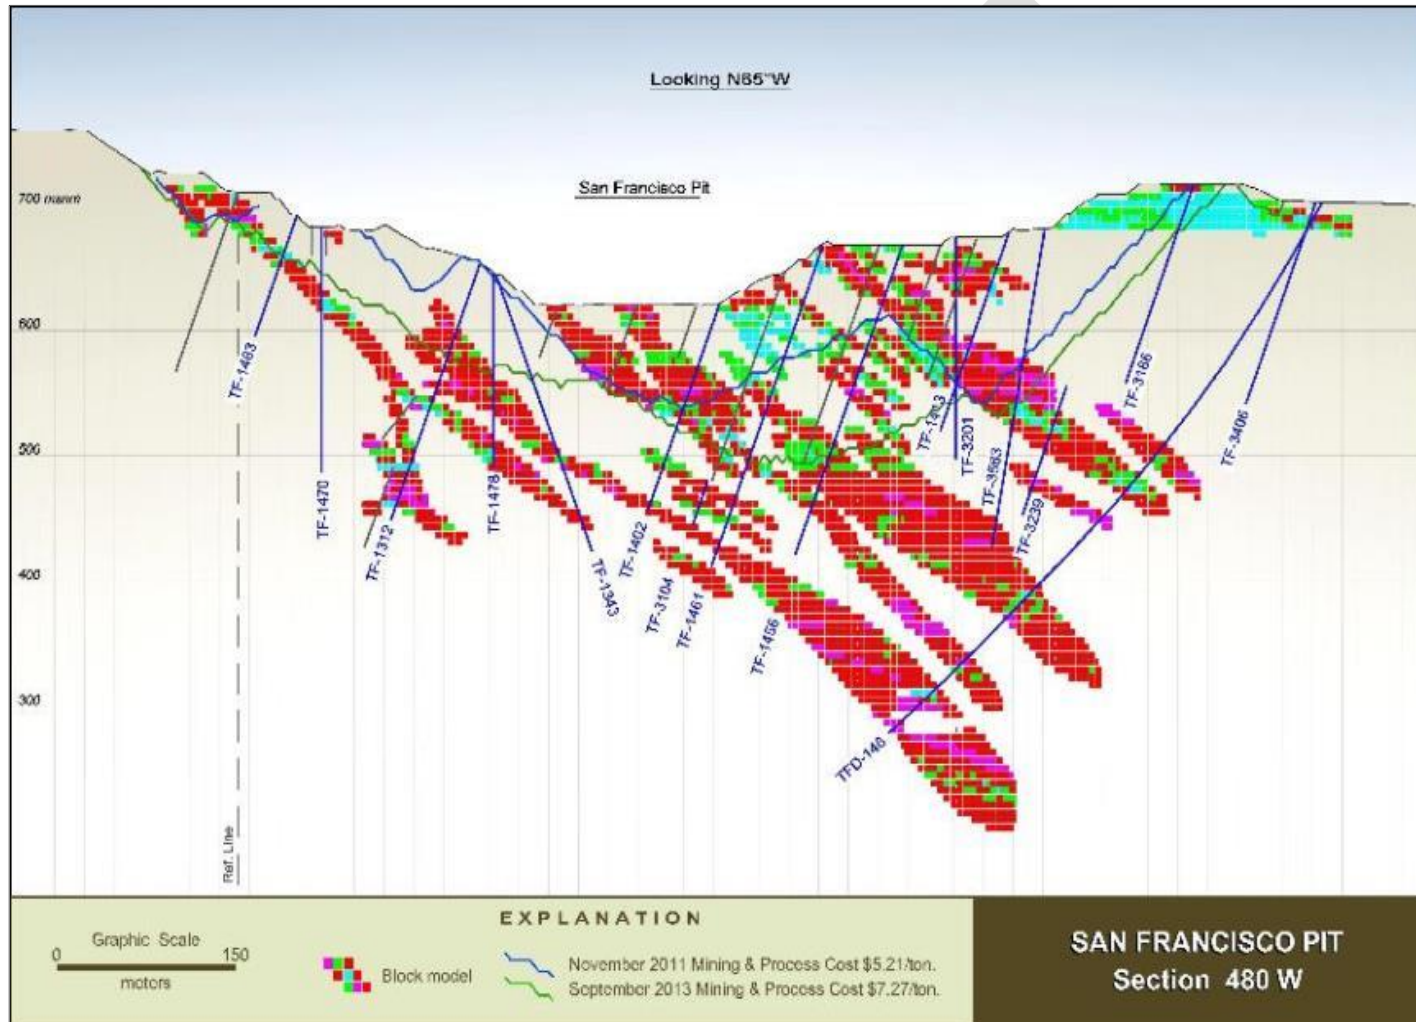 Looking N65°W
San Francisco Pit
700 msnm
600
500
400
300
TF-1483
TF-1470
TF-1312
TF-1478
TF-1343
TF-1402
TF-3104
TF-1461
TF-1456
TF-3201
TF-3563
TF-3239
TF-3166
TF-3406
Ref. Line
EXPLANATION
Graphic Scale
0 150
meters
Block model
November 2011 Mining & Process Cost $5.21/ton.
September 2013 Mining & Process Cost $7.27/ton.
SAN FRANCISCO PIT
Section 480 W